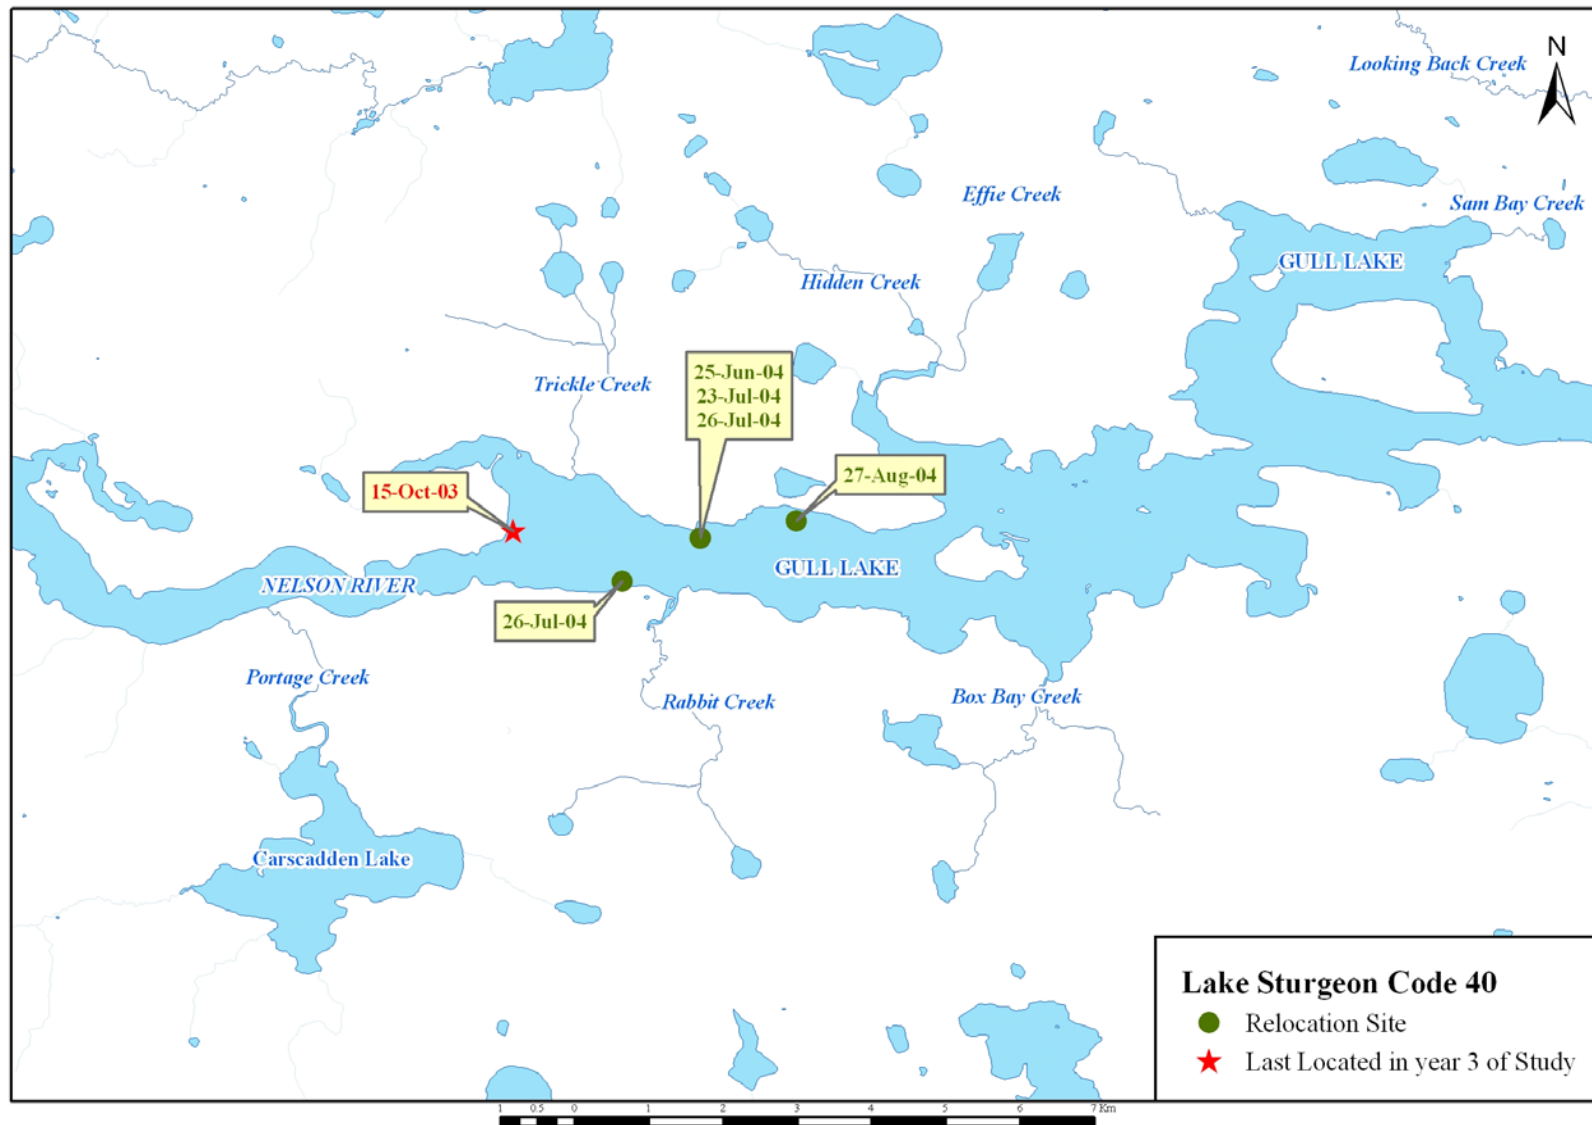 N
Looking Back Creek
Effie Creek
Sam Bay Creek
GULL LAKE
Hidden Creek
Trickle Creek
25-Jun-04
23-Jul-04
26-Jul-04
27-Aug-04
15-Oct-03
GULL LAKE
NELSON RIVER
26-Jul-04
Portage Creek
Rabbit Creek
Box Bay Creek
Carscadden Lake
Lake Sturgeon Code 40
Relocation Site
Last Located in year 3 of Study
1 0.5 0 1 2 3 4 5 6 7 Km